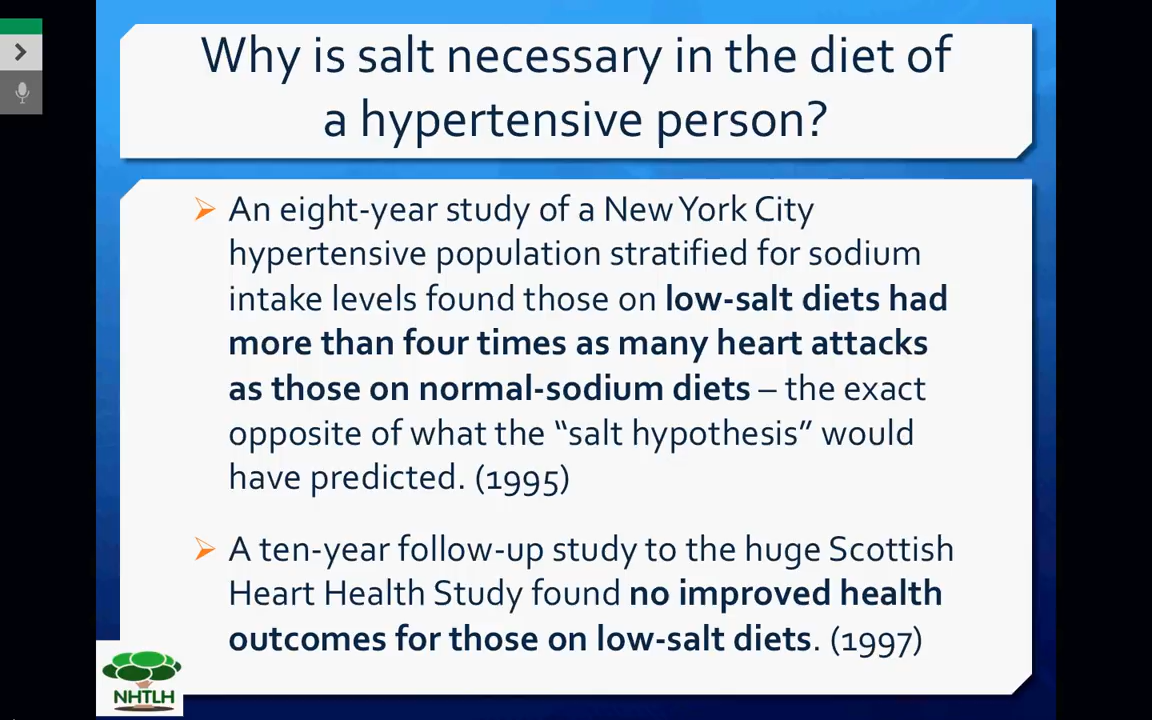 Why is salt necessary in the diet of
a hypertensive person?
➢ An eight-year study of a New York City
hypertensive population stratified for sodium
intake levels found those on low-salt diets had
more than four times as many heart attacks
as those on normal-sodium diets – the exact
opposite of what the “salt hypothesis” would
have predicted. (1995)
➢ A ten-year follow-up study to the huge Scottish
Heart Health Study found no improved health
outcomes for those on low-salt diets. (1997)
NHTLH